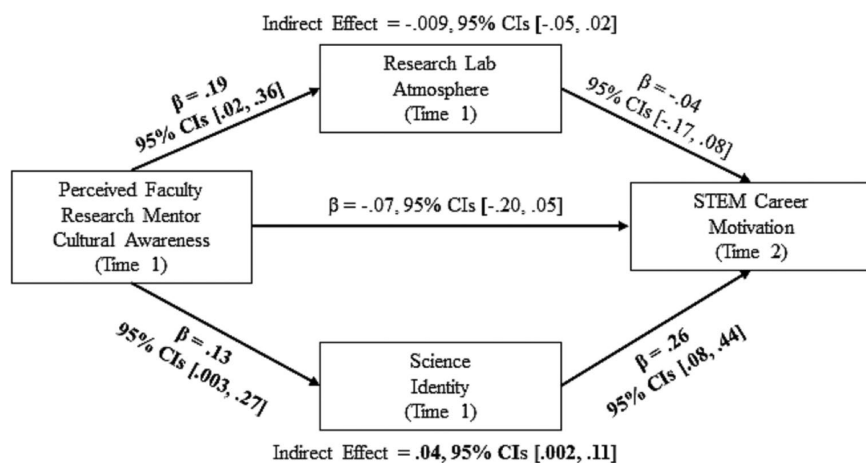 Indirect Effect = -.009, 95% CIs [-.05, .02]
Research Lab
Atmosphere
(Time 1)
β = .19
95% CIs [.02, .36]
β = -.04
95% CIs [-.17, .08]
Perceived Faculty
Research Mentor
Cultural Awareness
(Time 1)
β = -.07, 95% CIs [-.20, .05]
STEM Career
Motivation
(Time 2)
β = .13
95% CIs [.003, .27]
Science
Identity
(Time 1)
β = .26
95% CIs [.08, .44]
Indirect Effect = .04, 95% CIs [.002, .11]